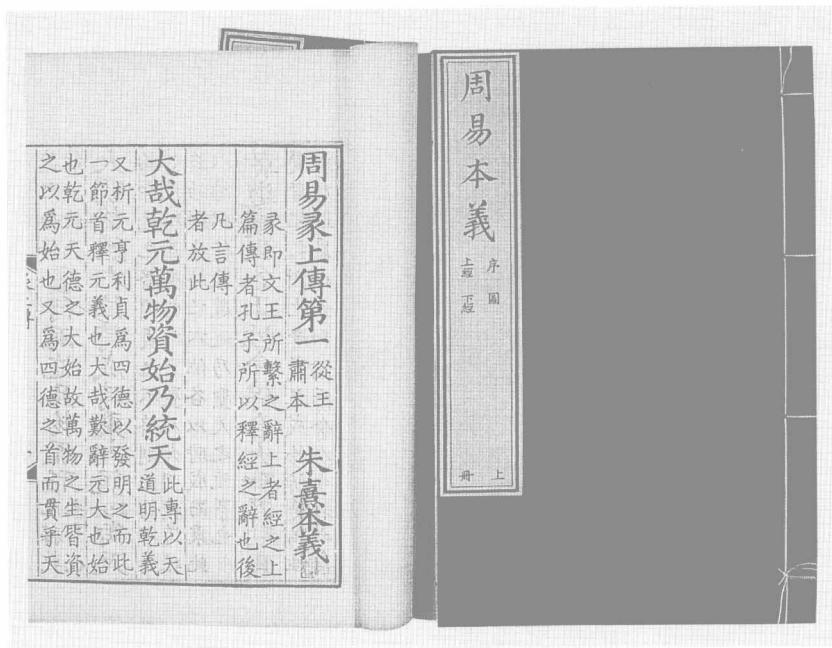 周易本義
序 圖
上經 下經
上冊
周易彖上傳第一
從王
肅本
朱熹本義
彖即文王所繫之辭上者經之上
篇傳者孔子所以釋經之辭也後
凡言傳
者放此
大哉乾元萬物資始乃統天
此專以天
道明乾義
又析元亨利貞爲四德以發明之而此
一節首釋元義也大哉歎辭元大也始
也乾元天德之大始故萬物之生皆資
之以爲始也又爲四德之首而貫乎天